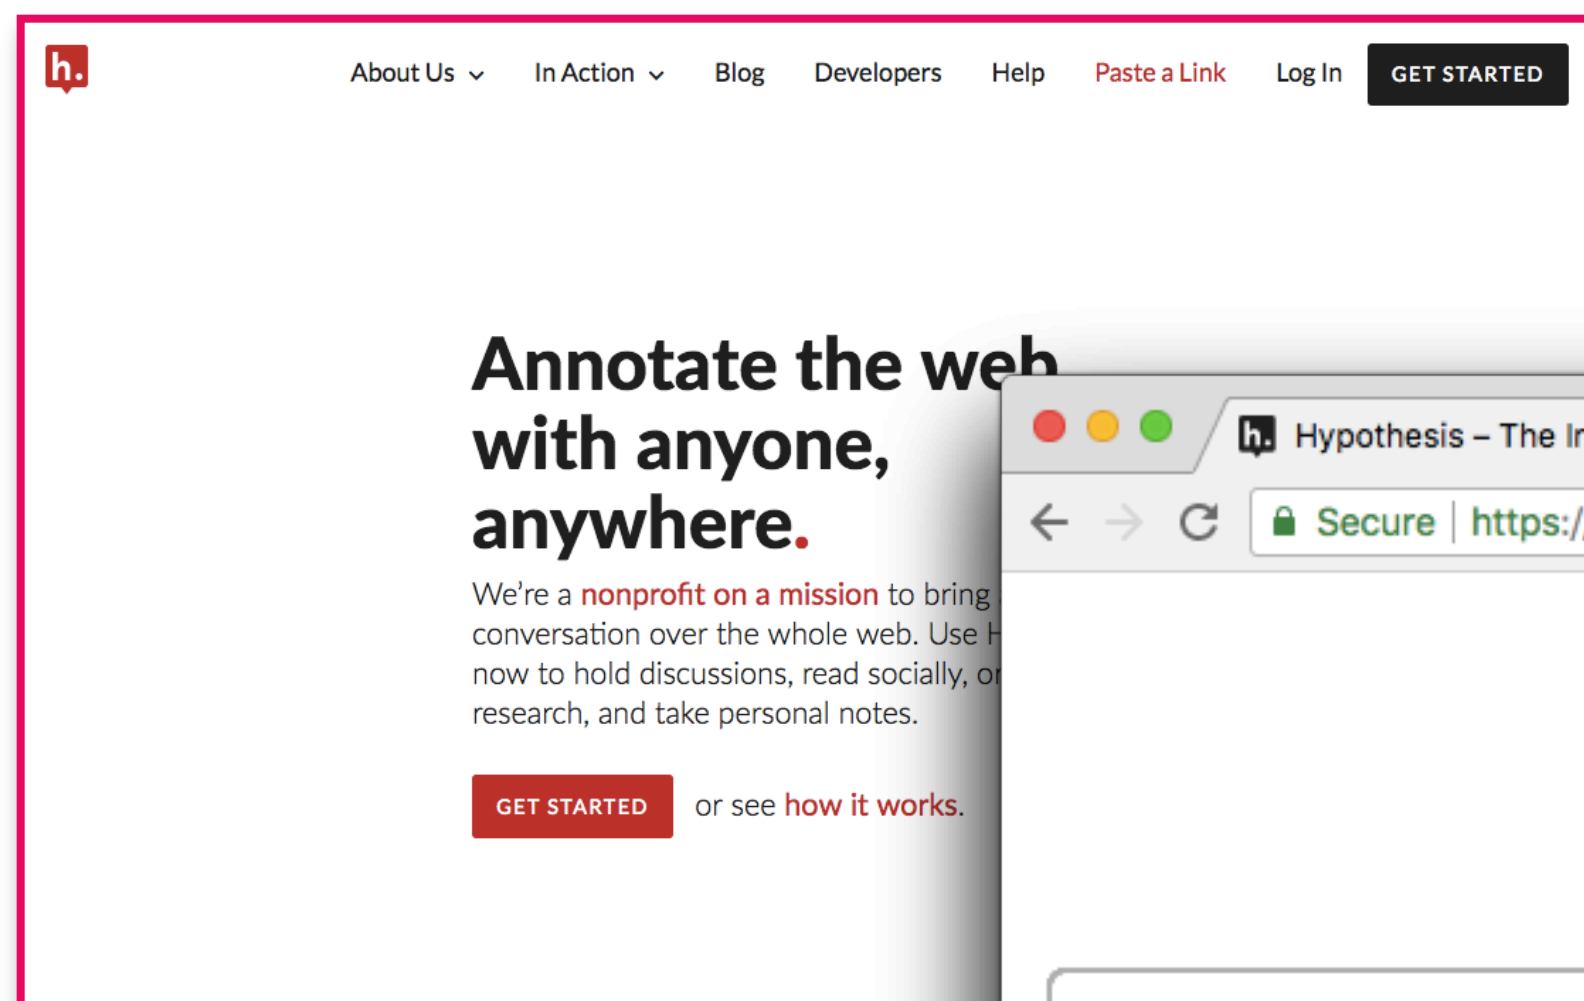 h.
About Us In Action Blog Developers Help Paste a Link Log In GET STARTED
Annotate the web
with anyone,
anywhere.
We're a nonprofit on a mission to bring
conversation over the whole web. Use
now to hold discussions, read socially, or
research, and take personal notes.
GET STARTED or see how it works.
h. Hypothesis – The
Secure https:/